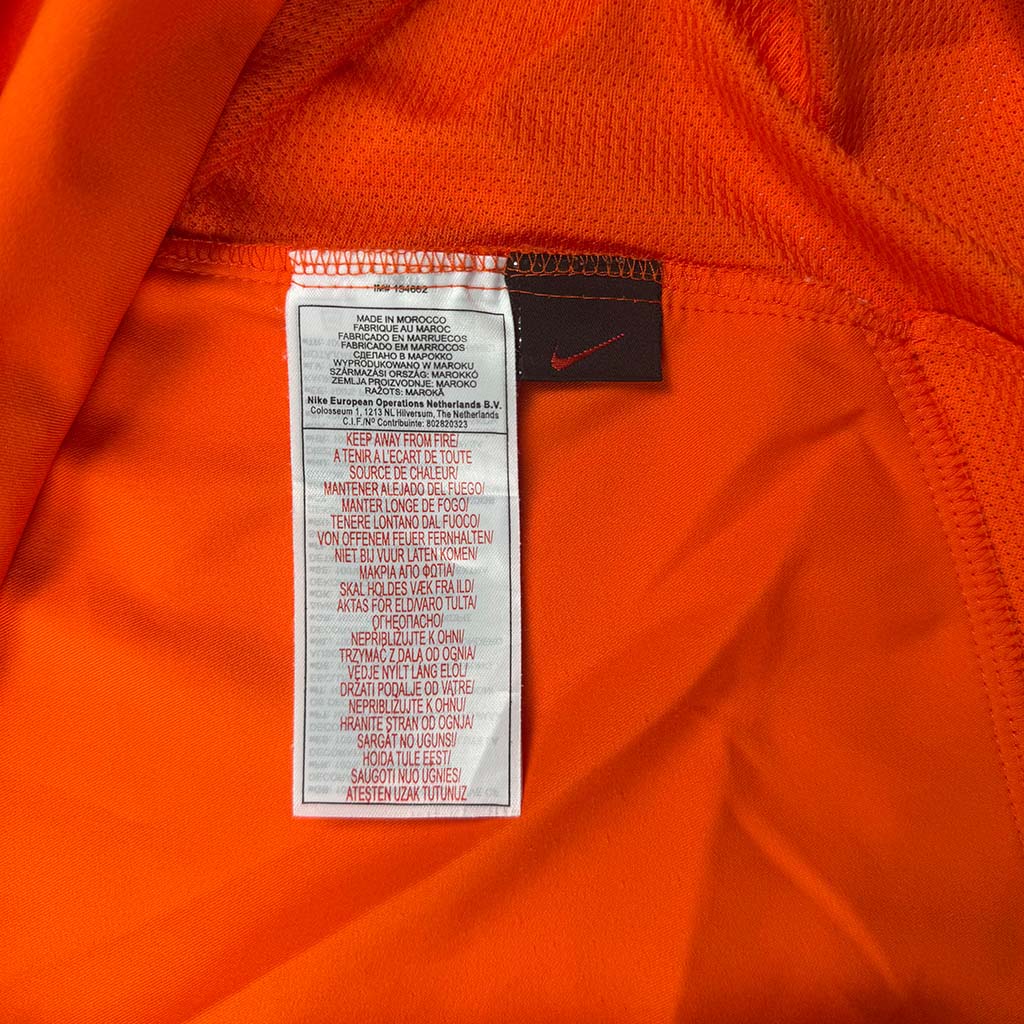 IM# 194662
MADE IN MOROCCO
FABRIQUE AU MAROC
FABRICADO EN MARRUECOS
FABRICADO EM MARROCOS
СДЕЛАНО В МАРОККО
WYPRODUKOWANO W MAROKU
SZÁRMAZÁSI ORSZÁG: MAROKKÓ
ZEMLJA PROIZVODNJE: MAROKO
RAŽOTS: MAROKĀ
Nike European Operations Netherlands B.V.
Colosseum 1, 1213 NL Hilversum, The Netherlands
C.I.F./Nº Contribuinte: 802820323
KEEP AWAY FROM FIRE/
A TENIR A L'ECART DE TOUTE
SOURCE DE CHALEUR/
MANTENER ALEJADO DEL FUEGO/
MANTER LONGE DE FOGO/
TENERE LONTANO DAL FUOCO/
VON OFFENEM FEUER FERNHALTEN/
NIET BIJ VUUR LATEN KOMEN/
ΜΑΚΡΙΑ ΑΠΟ ΦΩΤΙΑ/
SKAL HOLDES VÆK FRA ILD/
AKTAS FÖR ELD/VARO TULTA/
ОГНЕОПАСНО/
NEPŘIBLIŽUJTE K OHNI/
TRZYMAĆ Z DALA OD OGNIA/
VÉDJE NYÍLT LÁNG ELŐL/
DRŽATI PODALJE OD VATRE/
NEPRIBLIŽUJTE K OHŇU/
HRANITE STRAN OD OGNJA/
SARGĀT NO UGUNS!/
HOIDA TULE EEST/
SAUGOTI NUO UGNIES/
ATEŞTEN UZAK TUTUNUZ